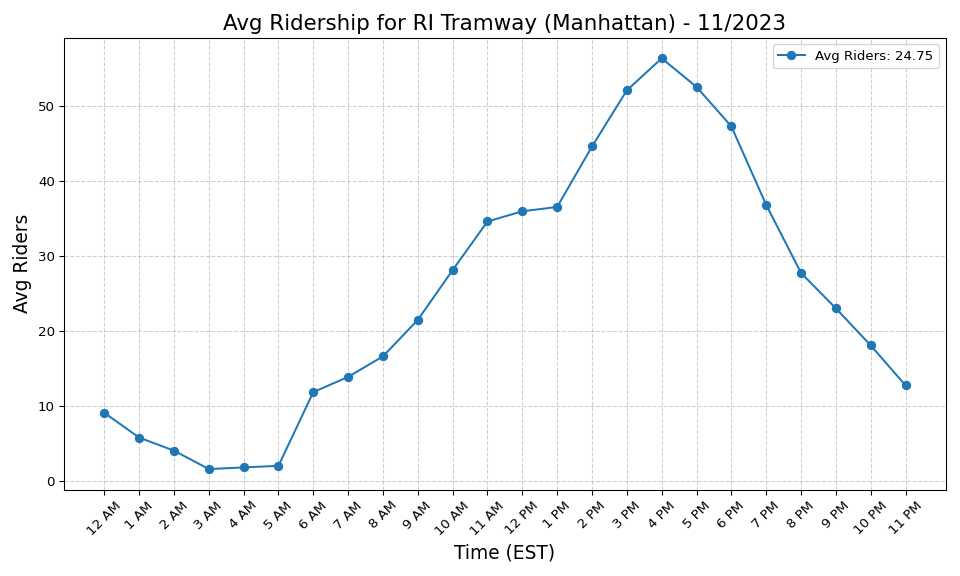 Avg Ridership for RI Tramway (Manhattan) - 11/2023
Avg Riders: 24.75
Avg Riders
50
40
30
20
10
0
12 AM
1 AM
2 AM
3 AM
4 AM
5 AM
6 AM
7 AM
8 AM
9 AM
10 AM
11 AM
12 PM
1 PM
2 PM
3 PM
4 PM
5 PM
6 PM
7 PM
8 PM
9 PM
10 PM
11 PM
Time (EST)